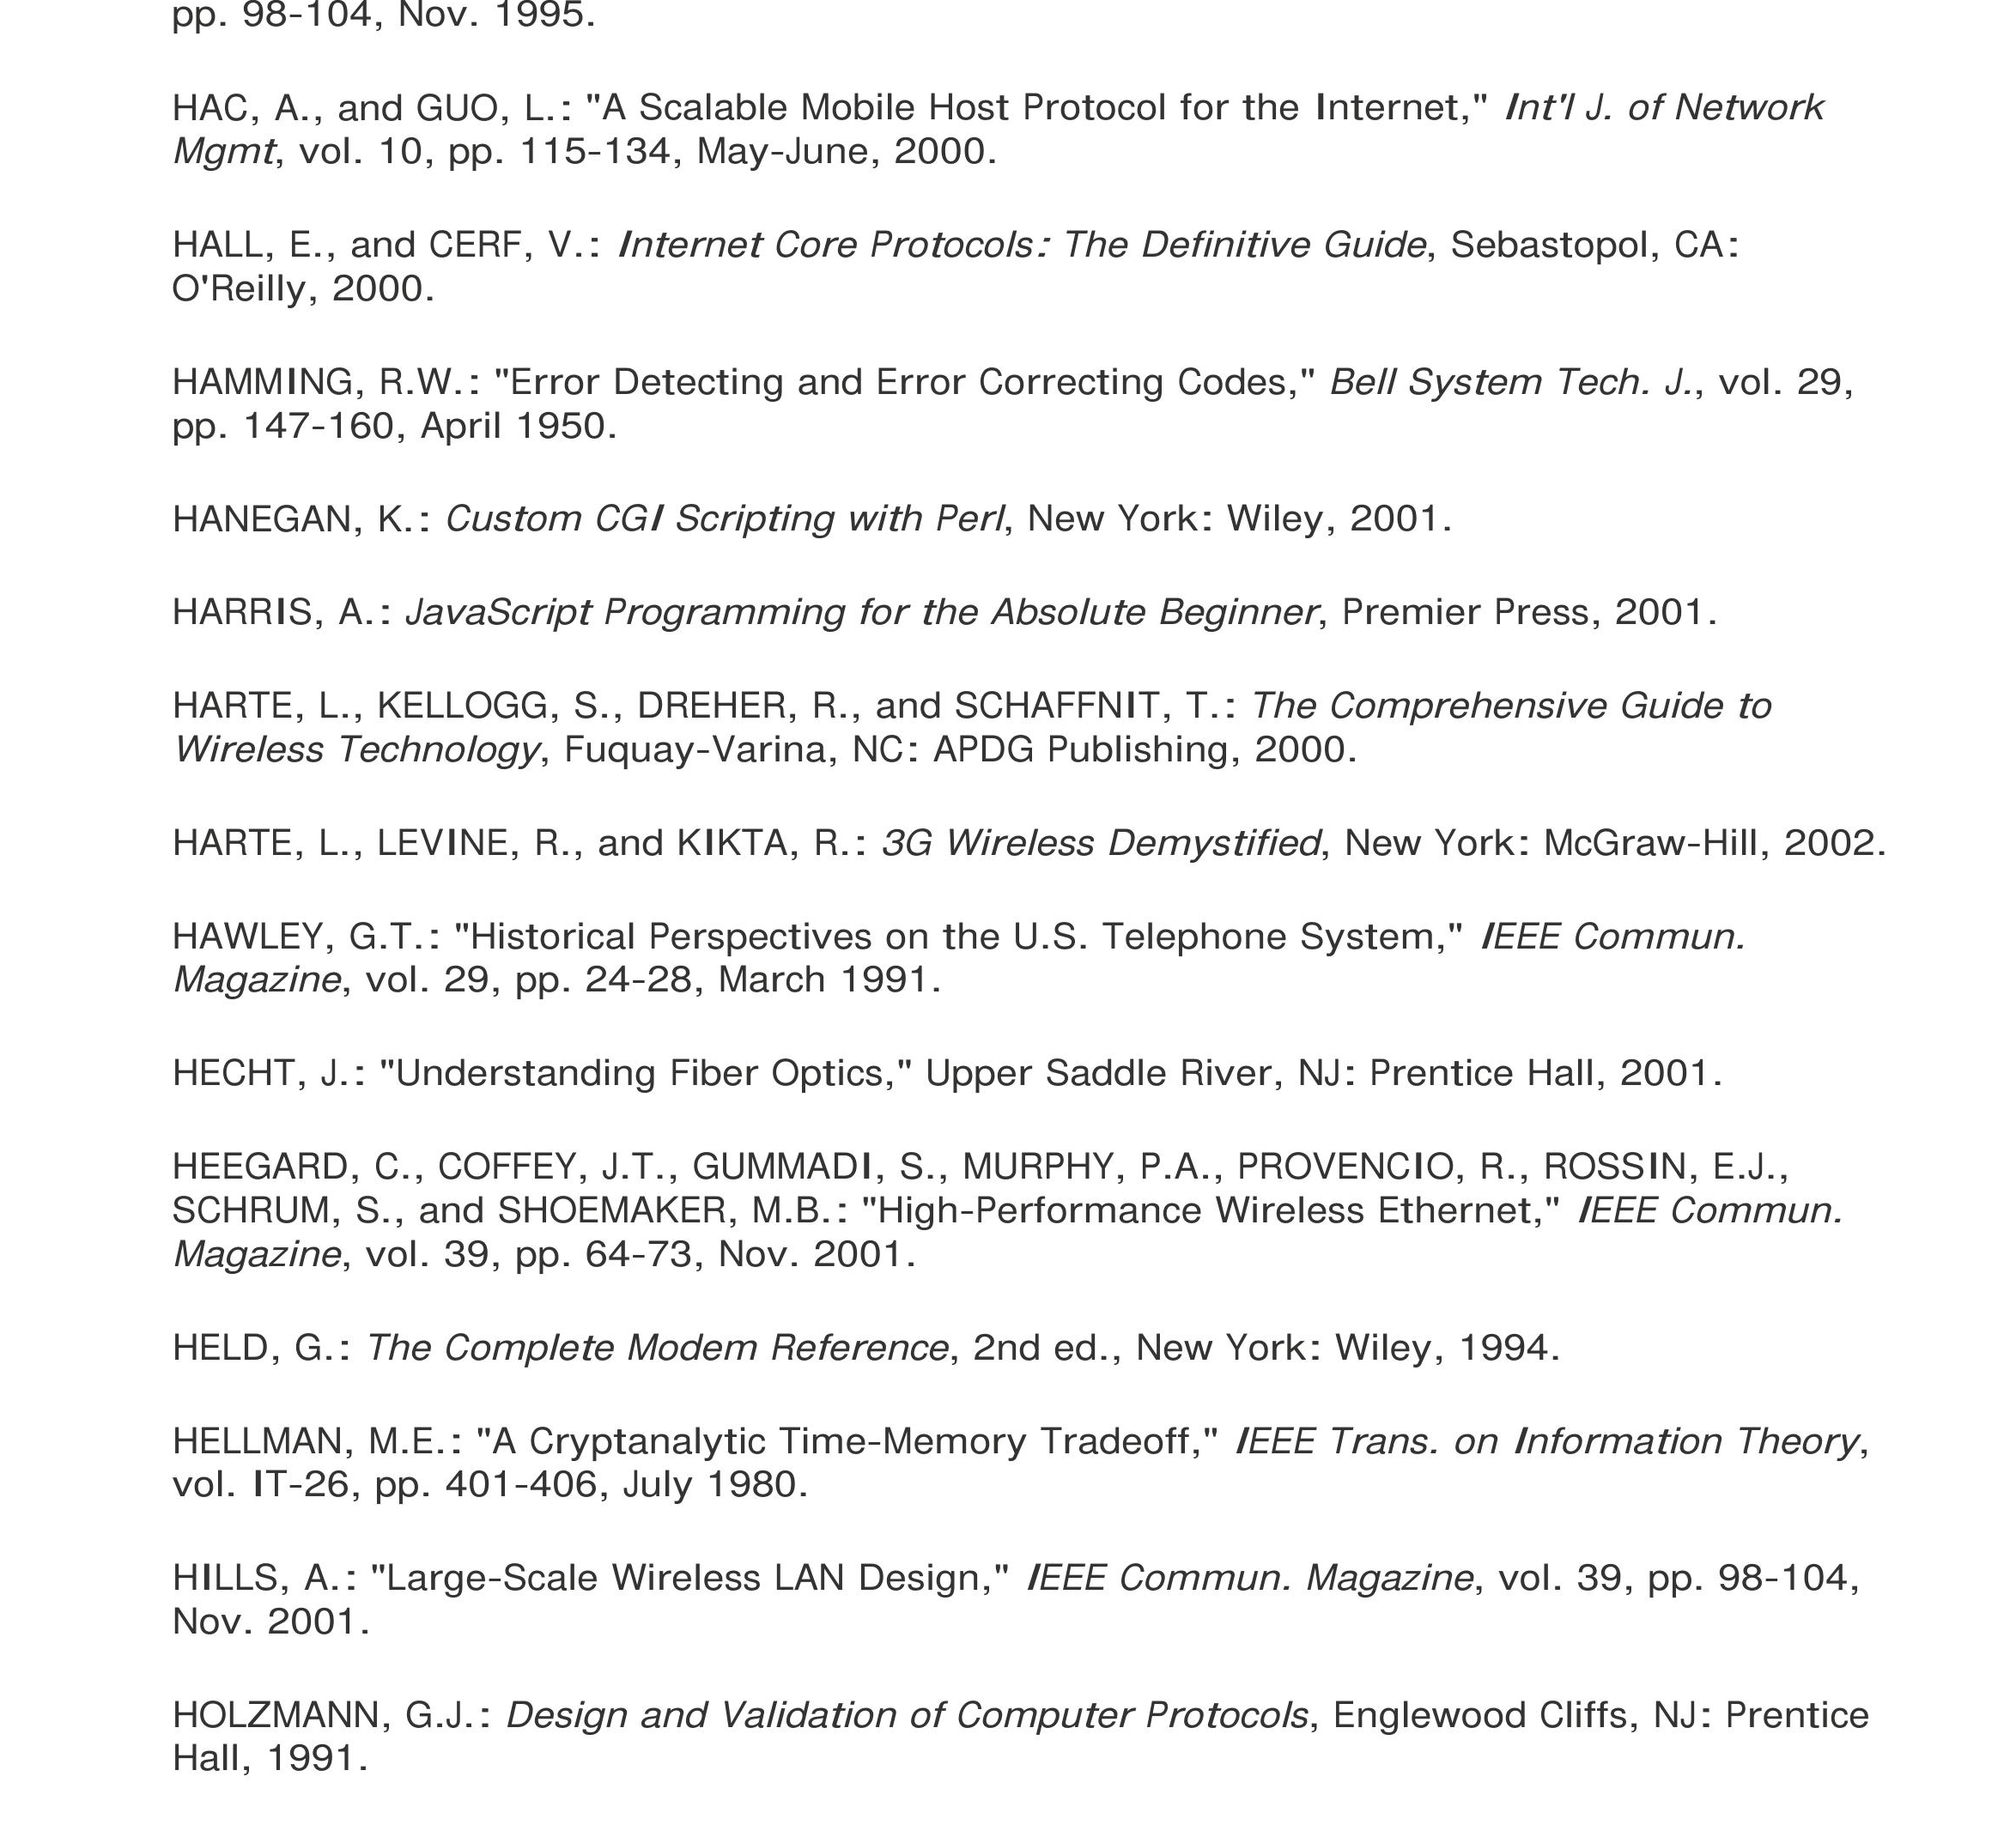 pp. 98-104, Nov. 1995.
HAC, A., and GUO, L.: "A Scalable Mobile Host Protocol for the Internet," Int'l J. of Network
Mgmt, vol. 10, pp. 115-134, May-June, 2000.
HALL, E., and CERF, V.: Internet Core Protocols: The Definitive Guide, Sebastopol, CA:
O'Reilly, 2000.
HAMMING, R.W.: "Error Detecting and Error Correcting Codes," Bell System Tech. J., vol. 29,
pp. 147-160, April 1950.
HANEGAN, K.: Custom CGI Scripting with Perl, New York: Wiley, 2001.
HARRIS, A.: JavaScript Programming for the Absolute Beginner, Premier Press, 2001.
HARTE, L., KELLOGG, S., DREHER, R., and SCHAFFNIT, T.: The Comprehensive Guide to
Wireless Technology, Fuquay-Varina, NC: APDG Publishing, 2000.
HARTE, L., LEVINE, R., and KIKTA, R.: 3G Wireless Demystified, New York: McGraw-Hill, 2002.
HAWLEY, G.T.: "Historical Perspectives on the U.S. Telephone System," IEEE Commun.
Magazine, vol. 29, pp. 24-28, March 1991.
HECHT, J.: "Understanding Fiber Optics," Upper Saddle River, NJ: Prentice Hall, 2001.
HEEGARD, C., COFFEY, J.T., GUMMADI, S., MURPHY, P.A., PROVENCIO, R., ROSSIN, E.J.,
SCHRUM, S., and SHOEMAKER, M.B.: "High-Performance Wireless Ethernet," IEEE Commun.
Magazine, vol. 39, pp. 64-73, Nov. 2001.
HELD, G.: The Complete Modem Reference, 2nd ed., New York: Wiley, 1994.
HELLMAN, M.E.: "A Cryptanalytic Time-Memory Tradeoff," IEEE Trans. on Information Theory,
vol. IT-26, pp. 401-406, July 1980.
HILLS, A.: "Large-Scale Wireless LAN Design," IEEE Commun. Magazine, vol. 39, pp. 98-104,
Nov. 2001.
HOLZMANN, G.J.: Design and Validation of Computer Protocols, Englewood Cliffs, NJ: Prentice
Hall, 1991.